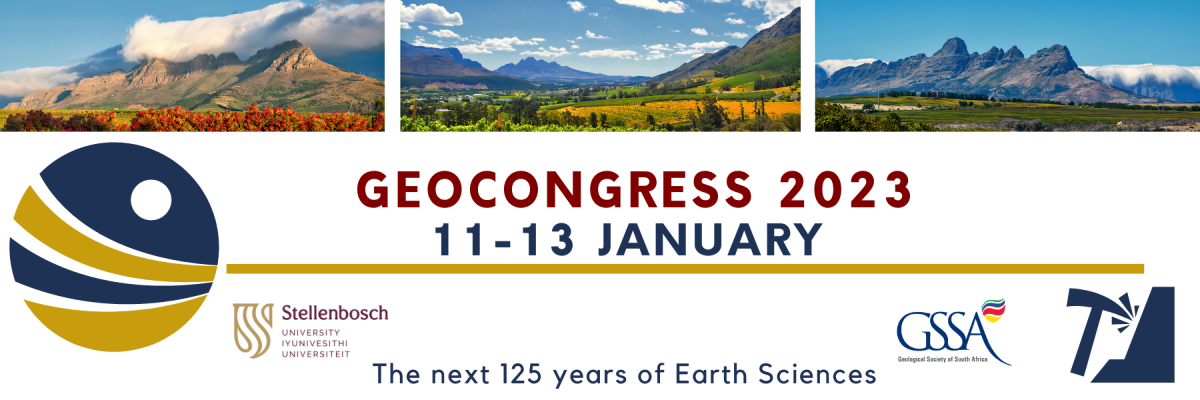 GEOCONGRESS 2023
11-13 JANUARY
Stellenbosch
UNIVERSITY
IYUNIVESITHI
UNIVERSITEIT
GSSA
Geological Society of South Africa
The next 125 years of Earth Sciences